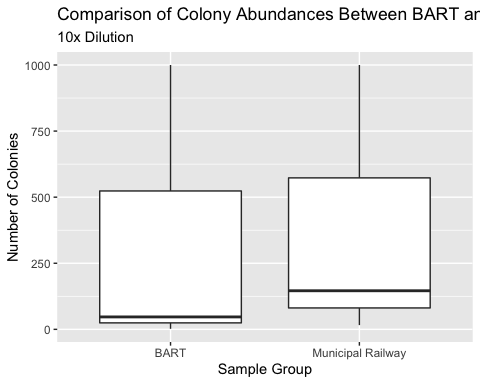 Comparison of Colony Abundances Between BART
10x Dilution
1000
750
500
250
0
Number of Colonies
BART
Municipal Railway
Sample Group